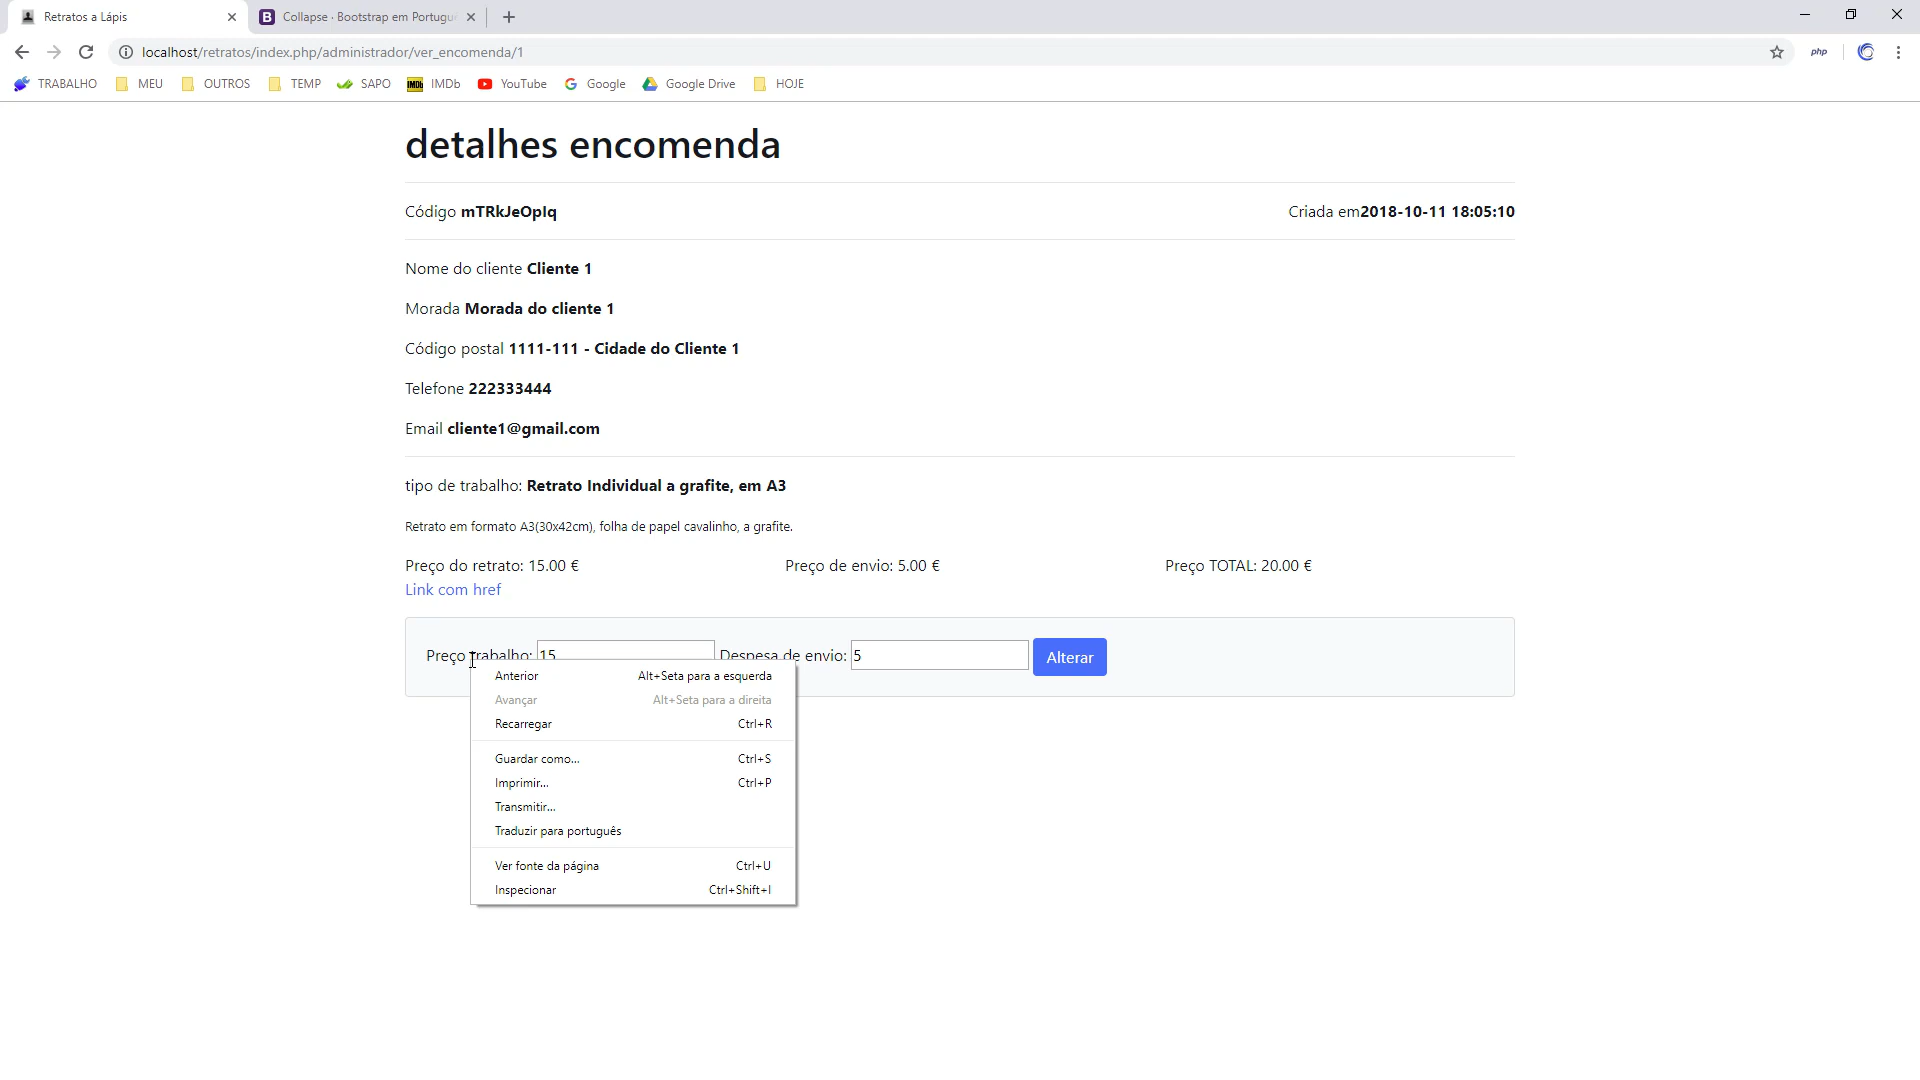 Retratos a Lápis
Collapse · Bootstrap em Portugu
localhost/retratos/index.php/administrador/ver_encomenda/1
php
TRABALHO MEU OUTROS TEMP SAPO IMDb IMDb YouTube Google Google Drive HOJE
detalhes encomenda
Código mTRkJeOplq Criada em2018-10-11 18:05:10
Nome do cliente Cliente 1
Morada Morada do cliente 1
Código postal 1111-111 - Cidade do Cliente 1
Telefone 222333444
Email cliente1@gmail.com
tipo de trabalho: Retrato Individual a grafite, em A3
Retrato em formato A3(30x42cm), folha de papel cavalinho, a grafite.
Preço do retrato: 15.00 € Preço de envio: 5.00 € Preço TOTAL: 20.00 €
Link com href
Preço trabalho: 15 Despesa de envio: 5 Alterar
Anterior Alt+Seta para a esquerda
Avançar Alt+Seta para a direita
Recarregar Ctrl+R
Guardar como... Ctrl+S
Imprimir... Ctrl+P
Transmitir...
Traduzir para português
Ver fonte da página Ctrl+U
Inspecionar Ctrl+Shift+I